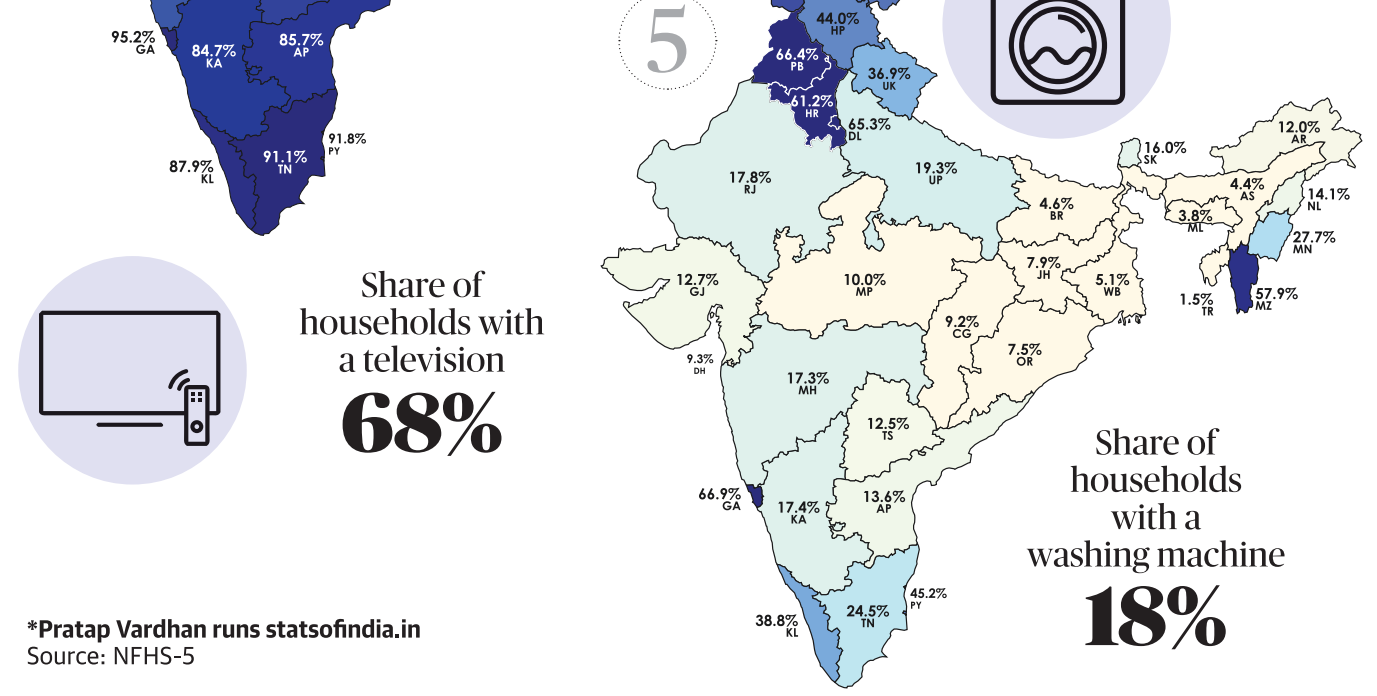 95.2%
GA
84.7%
KA
85.7%
AP
87.9%
KL
91.1%
TN
91.8%
PY
Share of
households with
a television
68%
*Pratap Vardhan runs statsofindia.in
Source: NFHS-5
5
44.0%
HP
66.4%
PB
36.9%
UK
61.2%
HR
65.3%
DL
17.8%
RJ
19.3%
UP
16.0%
SK
12.0%
AR
4.4%
AS
14.1%
NL
4.6%
BR
3.8%
ML
27.7%
MN
12.7%
GJ
10.0%
MP
7.9%
JH
5.1%
WB
1.5%
TR
57.9%
MZ
9.2%
CG
7.5%
OR
9.3%
DH
17.3%
MH
12.5%
TS
66.9%
GA
17.4%
KA
13.6%
AP
38.8%
KL
24.5%
TN
45.2%
PY
Share of
households
with a
washing machine
18%